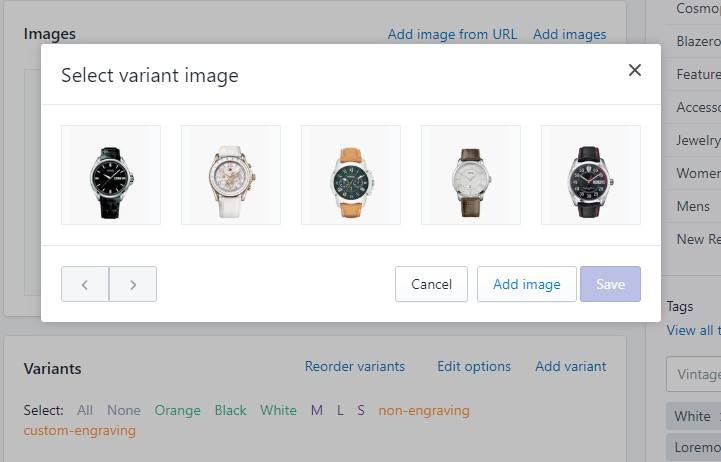 Images
Add image from URL
Add images
Select variant image
Cancel
Add image
Save
Variants
Reorder variants
Edit options
Add variant
Select: All None Orange Black White M L S non-engraving
custom-engraving
Cosmo
Blazero
Feature
Accesso
Jewelry
Women
Mens
New Re
Tags
View all t
Vintage
White
Loremo